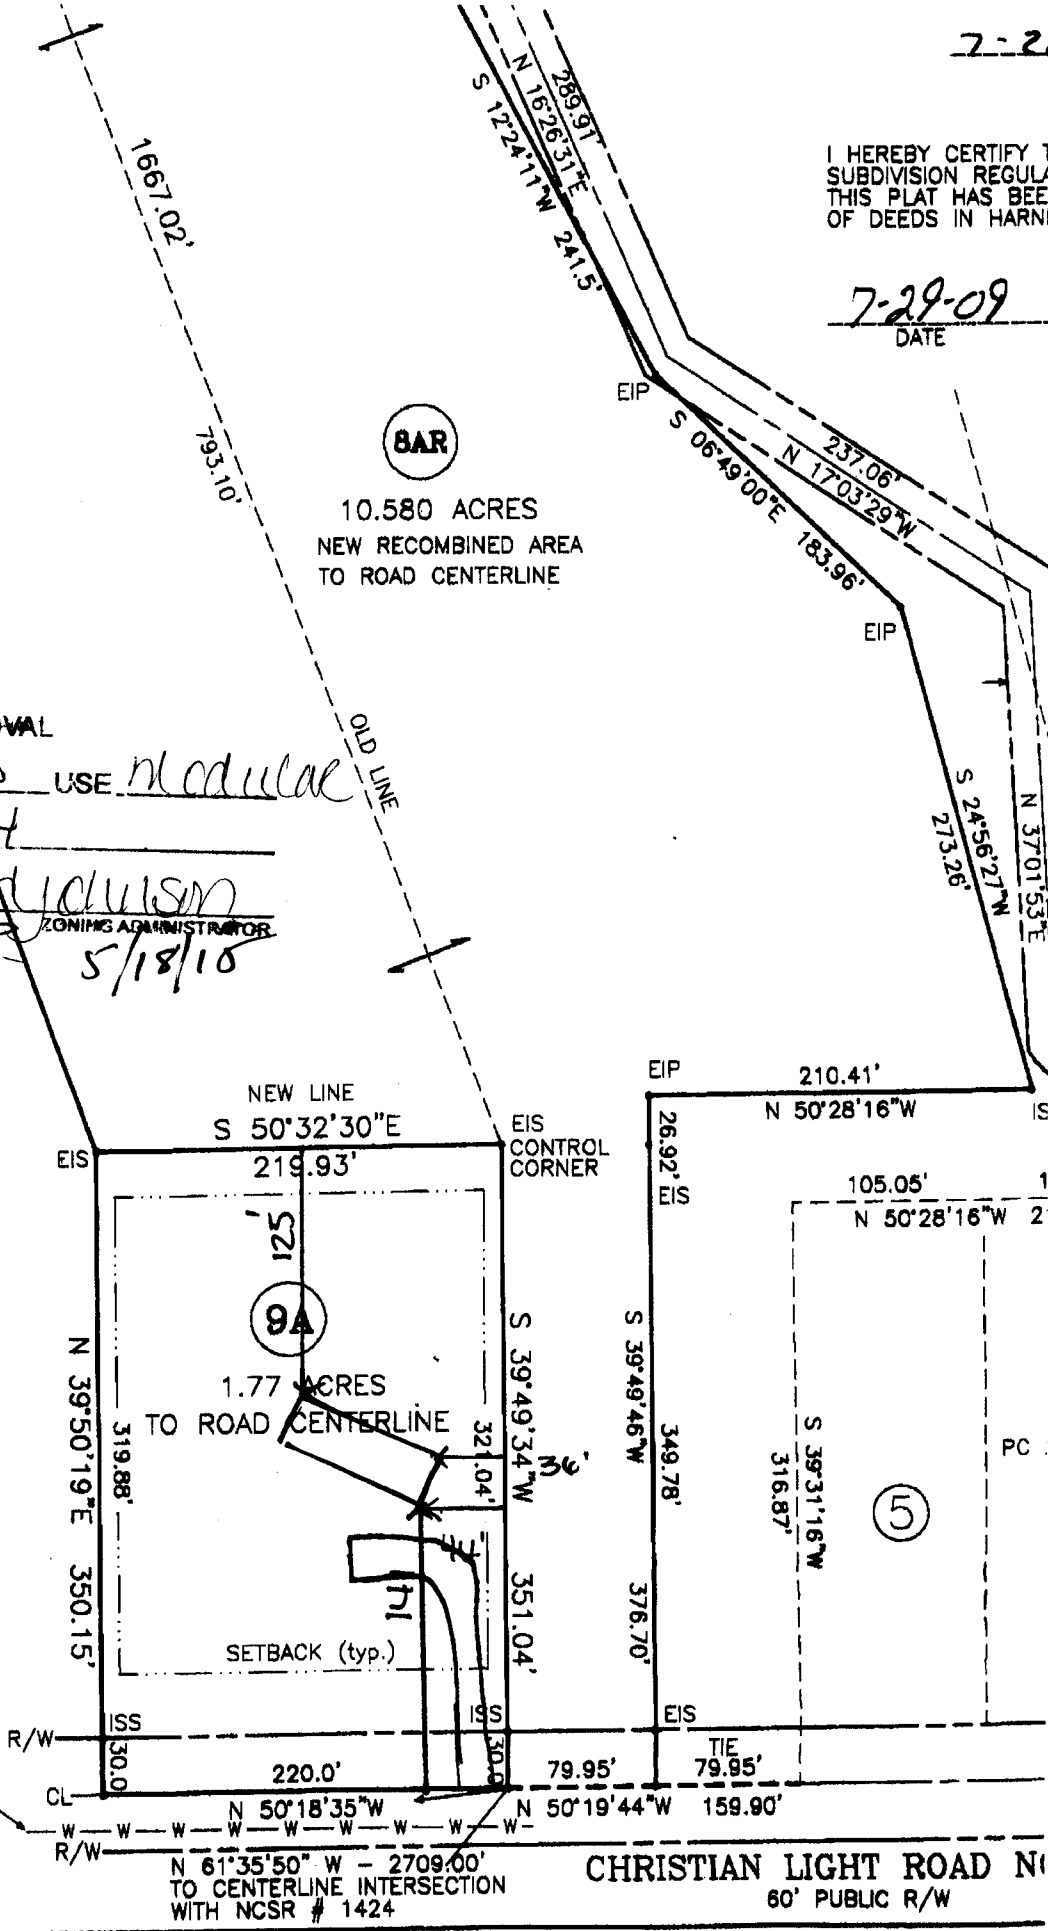 7-2
I HEREBY CERTIFY T
SUBDIVISION REGULA
THIS PLAT HAS BEE
OF DEEDS IN HARN
7-29-09
DATE
289.91'
N 16°26'31"E
S 12°24'11"W 241.5'
1667.02'
793.10'
OLD LINE
8AR
10.580 ACRES
NEW RECOMBINED AREA
TO ROAD CENTERLINE
EIP
S 06°49'00"E 183.96'
237.06'
N 17°03'29"W
EIP
S 24°56'27"W
273.26'
N 37°01'53"E
OVAL
USE modular
ZONING ADMINISTRATOR
5/18/10
NEW LINE
S 50°32'30"E
219.93'
EIS
EIS
CONTROL
CORNER
EIP
210.41'
N 50°28'16"W
IS
26.92'
EIS
105.05'
N 50°28'16"W 2
125'
9A
1.77 ACRES
TO ROAD CENTERLINE
N 39°50'19"E 350.15'
319.88'
321.04'
S 39°49'34"W 351.04'
36'
S 39°49'46"W 376.70'
349.78'
S 39°31'16"W
316.87'
5
PC
SETBACK (typ.)
ISS
ISS
EIS
R/W
30.0
30.0
TIE
220.0'
79.95'
79.95'
CL
N 50°18'35"W
N 50°19'44"W 159.90'
W W W W W W W W W
R/W
N 61°35'50" W - 2709.00'
TO CENTERLINE INTERSECTION
WITH NCSR # 1424
CHRISTIAN LIGHT ROAD N
60' PUBLIC R/W